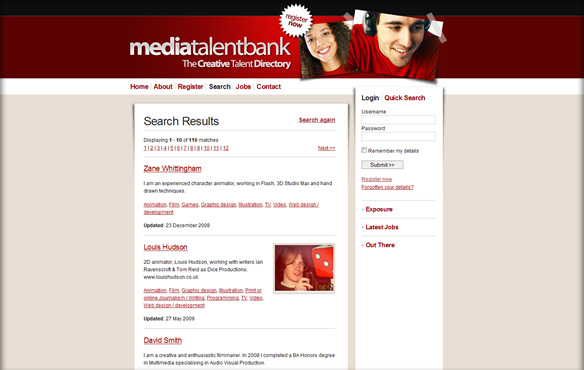 register
now
mediatalentbank
The Creative Talent Directory
Home | About | Register | Search | Jobs | Contact
Search Results
Search again
Displaying 1 - 10 of 116 matches
1 | 2 | 3 | 4 | 5 | 6 | 7 | 8 | 9 | 10 | 11 | 12
Next >>
Zane Whittingham
I am an experienced character animator, working in Flash, 3D Studio Max and hand
drawn techniques.
Animation, Film, Games, Graphic design, Illustration, TV, Video, Web design /
development
Updated: 23 December 2008
Louis Hudson
2D animator, Louis Hudson, working with writers Ian
Ravenscroft & Tom Reid as Dice Productions.
www.louishudson.co.uk
Animation, Film, Graphic design, Illustration, Print or
online Journalism / Writing, Programming, TV, Video,
Web design / development
Updated: 27 May 2009
David Smith
I am a creative and enthusiastic filmmaker. In 2008 I completed a BA Honors degree
in Multimedia specialising in Audio Visual Production.
Login | Quick Search
Username
Password
Remember my details
Submit >>
Register now
Forgotten your details?
Exposure
Latest Jobs
Out There